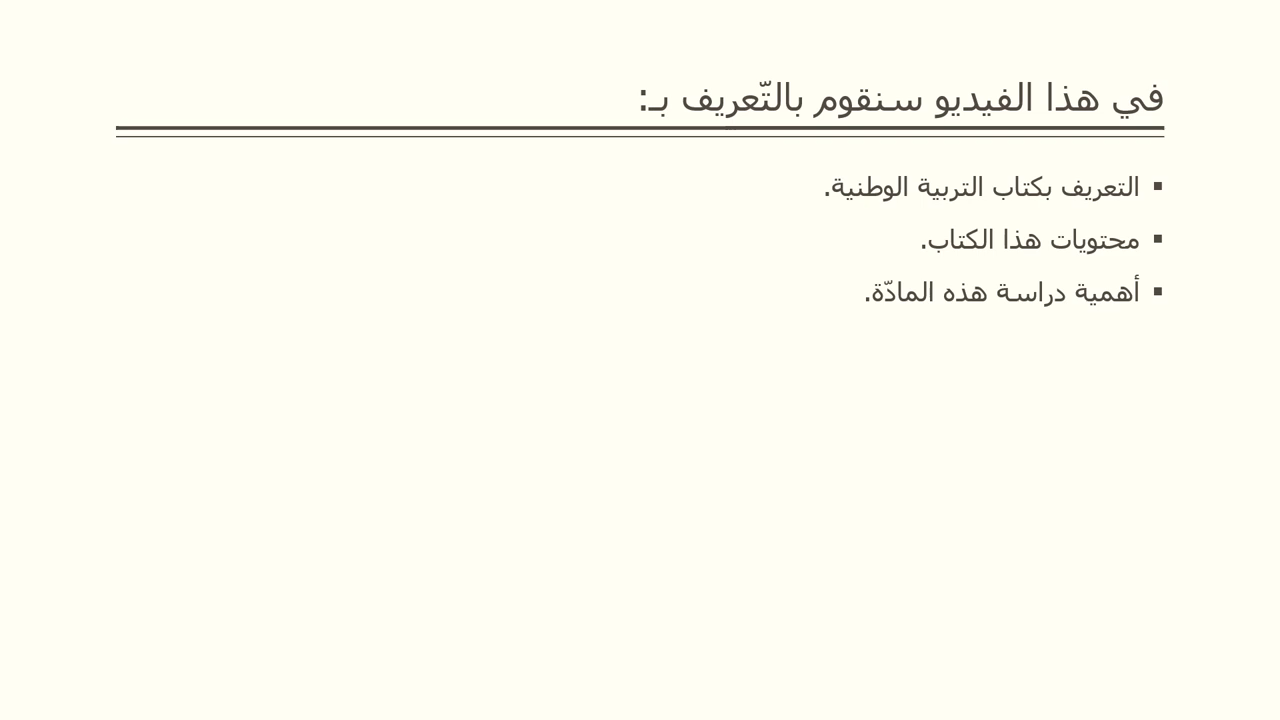 في هذا الفيديو سنقوم بالتّعريف بـ:
▪ التعريف بكتاب التربية الوطنية.
▪ محتويات هذا الكتاب.
▪ أهمية دراسة هذه المادّة.